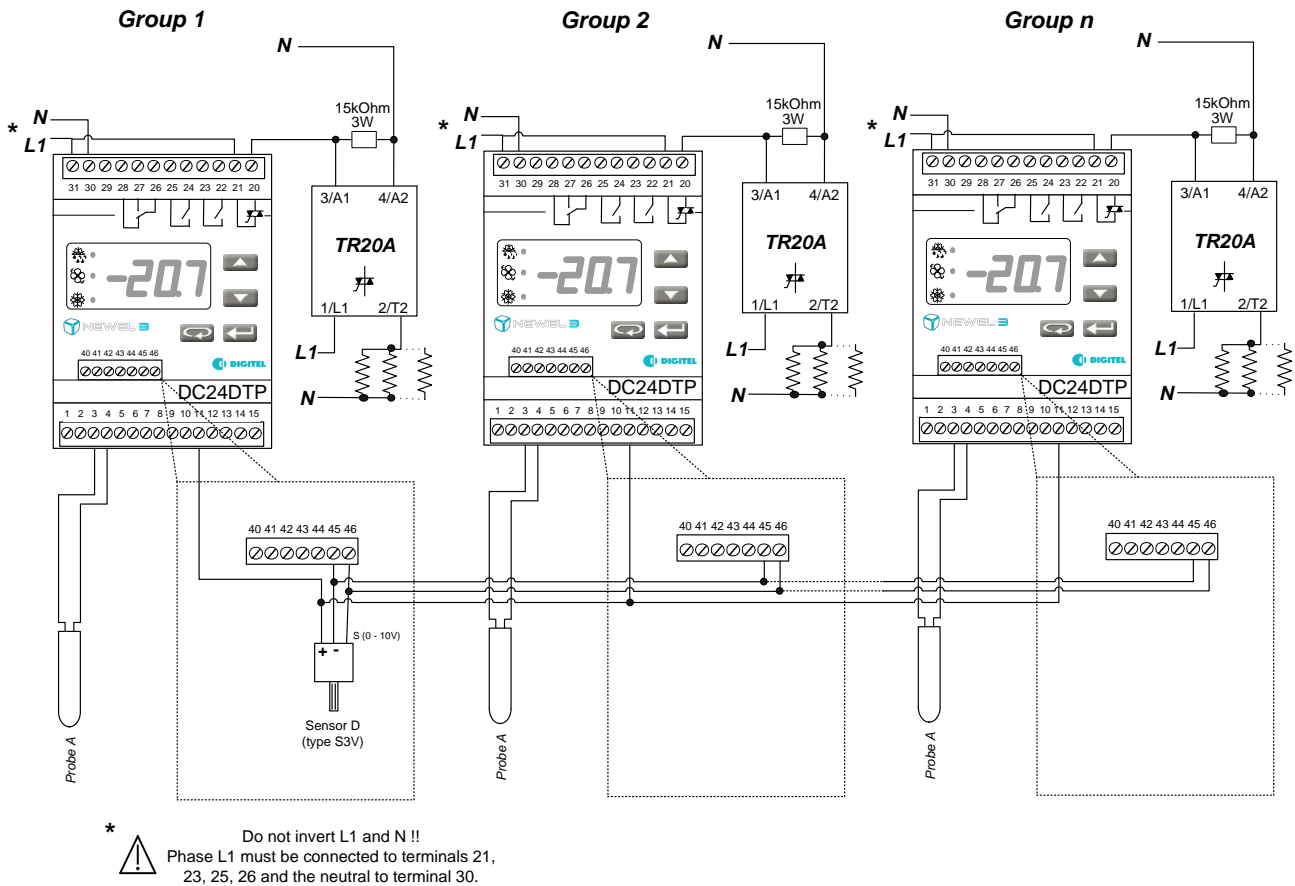 Group 1
N
15kOhm
3W
* N
L1
31 30 29 28 27 26 25 24 23 22 21 20
3/A1 4/A2
TR20A
-20.7
1/L1 2/T2
NEWEL 3
L1
40 41 42 43 44 45 46
DIGITEL
N
DC24DTP
1 2 3 4 5 6 7 8 9 10 11 12 13 14 15
40 41 42 43 44 45 46
S (0 - 10V)
+ -
Sensor D
(type S3V)
Probe A
Group 2
N
15kOhm
3W
* N
L1
31 30 29 28 27 26 25 24 23 22 21 20
3/A1 4/A2
TR20A
-20.7
1/L1 2/T2
NEWEL 3
L1
40 41 42 43 44 45 46
DIGITEL
N
DC24DTP
1 2 3 4 5 6 7 8 9 10 11 12 13 14 15
40 41 42 43 44 45 46
Probe A
Group n
N
15kOhm
3W
* N
L1
31 30 29 28 27 26 25 24 23 22 21 20
3/A1 4/A2
TR20A
-20.7
1/L1 2/T2
NEWEL 3
L1
40 41 42 43 44 45 46
DIGITEL
N
DC24DTP
1 2 3 4 5 6 7 8 9 10 11 12 13 14 15
40 41 42 43 44 45 46
Probe A
*
Do not invert L1 and N !!
Phase L1 must be connected to terminals 21,
23, 25, 26 and the neutral to terminal 30.